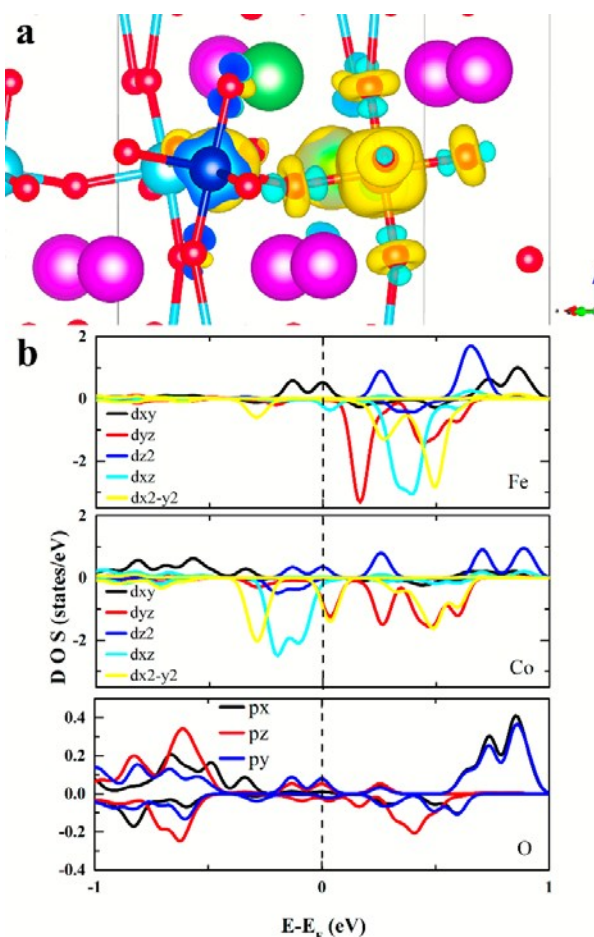 a
b
2
0
-2
dxy
dyz
dz2
dxz
dx2-y2
Fe
2
0
-2
dxy
dyz
dz2
dxz
dx2-y2
Co
D O S (states/eV)
0.4
0.2
0.0
-0.2
-0.4
px
pz
py
O
-1
0
1
E-E_F (eV)